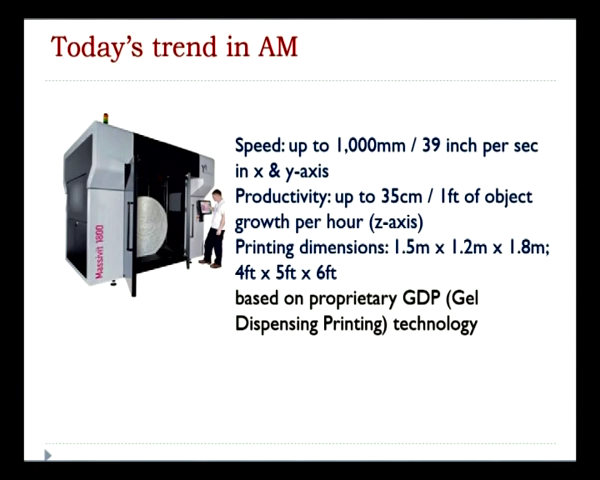 Today's trend in AM
Speed: up to 1,000mm / 39 inch per sec
in x & y-axis
Productivity: up to 35cm / 1ft of object
growth per hour (z-axis)
Printing dimensions: 1.5m x 1.2m x 1.8m;
4ft x 5ft x 6ft
based on proprietary GDP (Gel
Dispensing Printing) technology
Massivit 1800